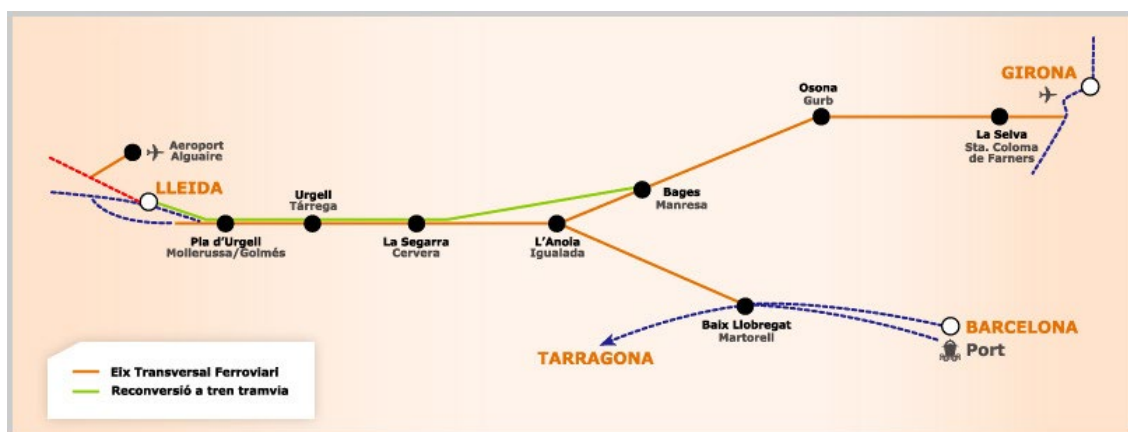 GIRONA
Osona
Gurb
La Selva
Sta. Coloma
de Farners
Aeroport
Alguaire
LLEIDA
Urgell
Tàrrega
Bages
Manresa
Pla d'Urgell
Mollerussa/Golmés
La Segarra
Cervera
L'Anoia
Igualada
Baix Llobregat
Martorell
BARCELONA
Port
TARRAGONA
Eix Transversal Ferroviari
Reconversió a tren tramvia